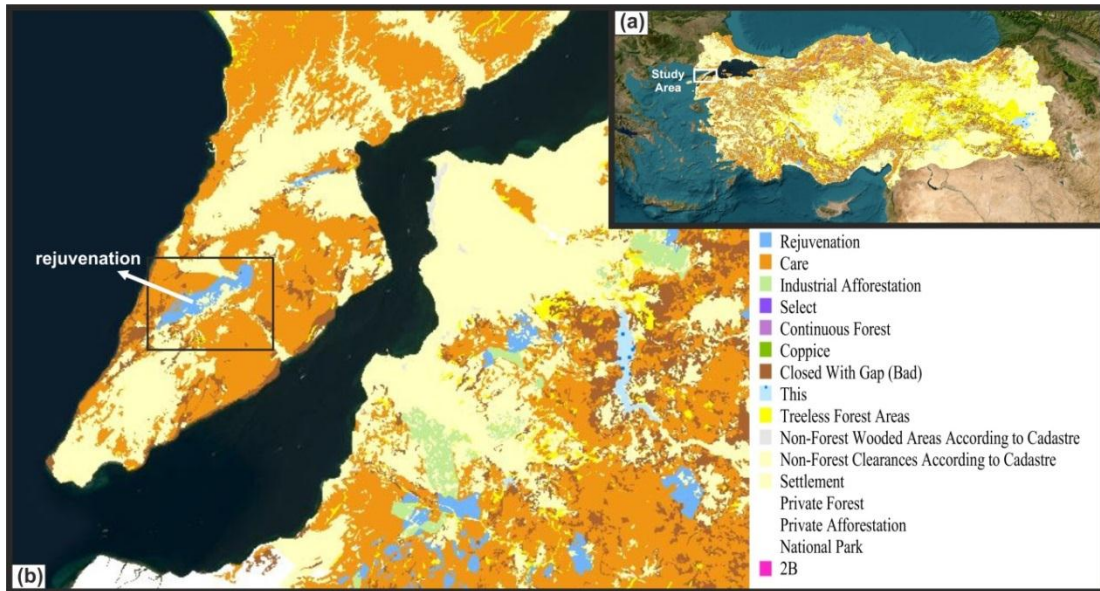 (a)
Study
Area
rejuvenation
(b)
Rejuvenation
Care
Industrial Afforestation
Select
Continuous Forest
Coppice
Closed With Gap (Bad)
This
Treeless Forest Areas
Non-Forest Wooded Areas According to Cadastre
Non-Forest Clearances According to Cadastre
Settlement
Private Forest
Private Afforestation
National Park
2B